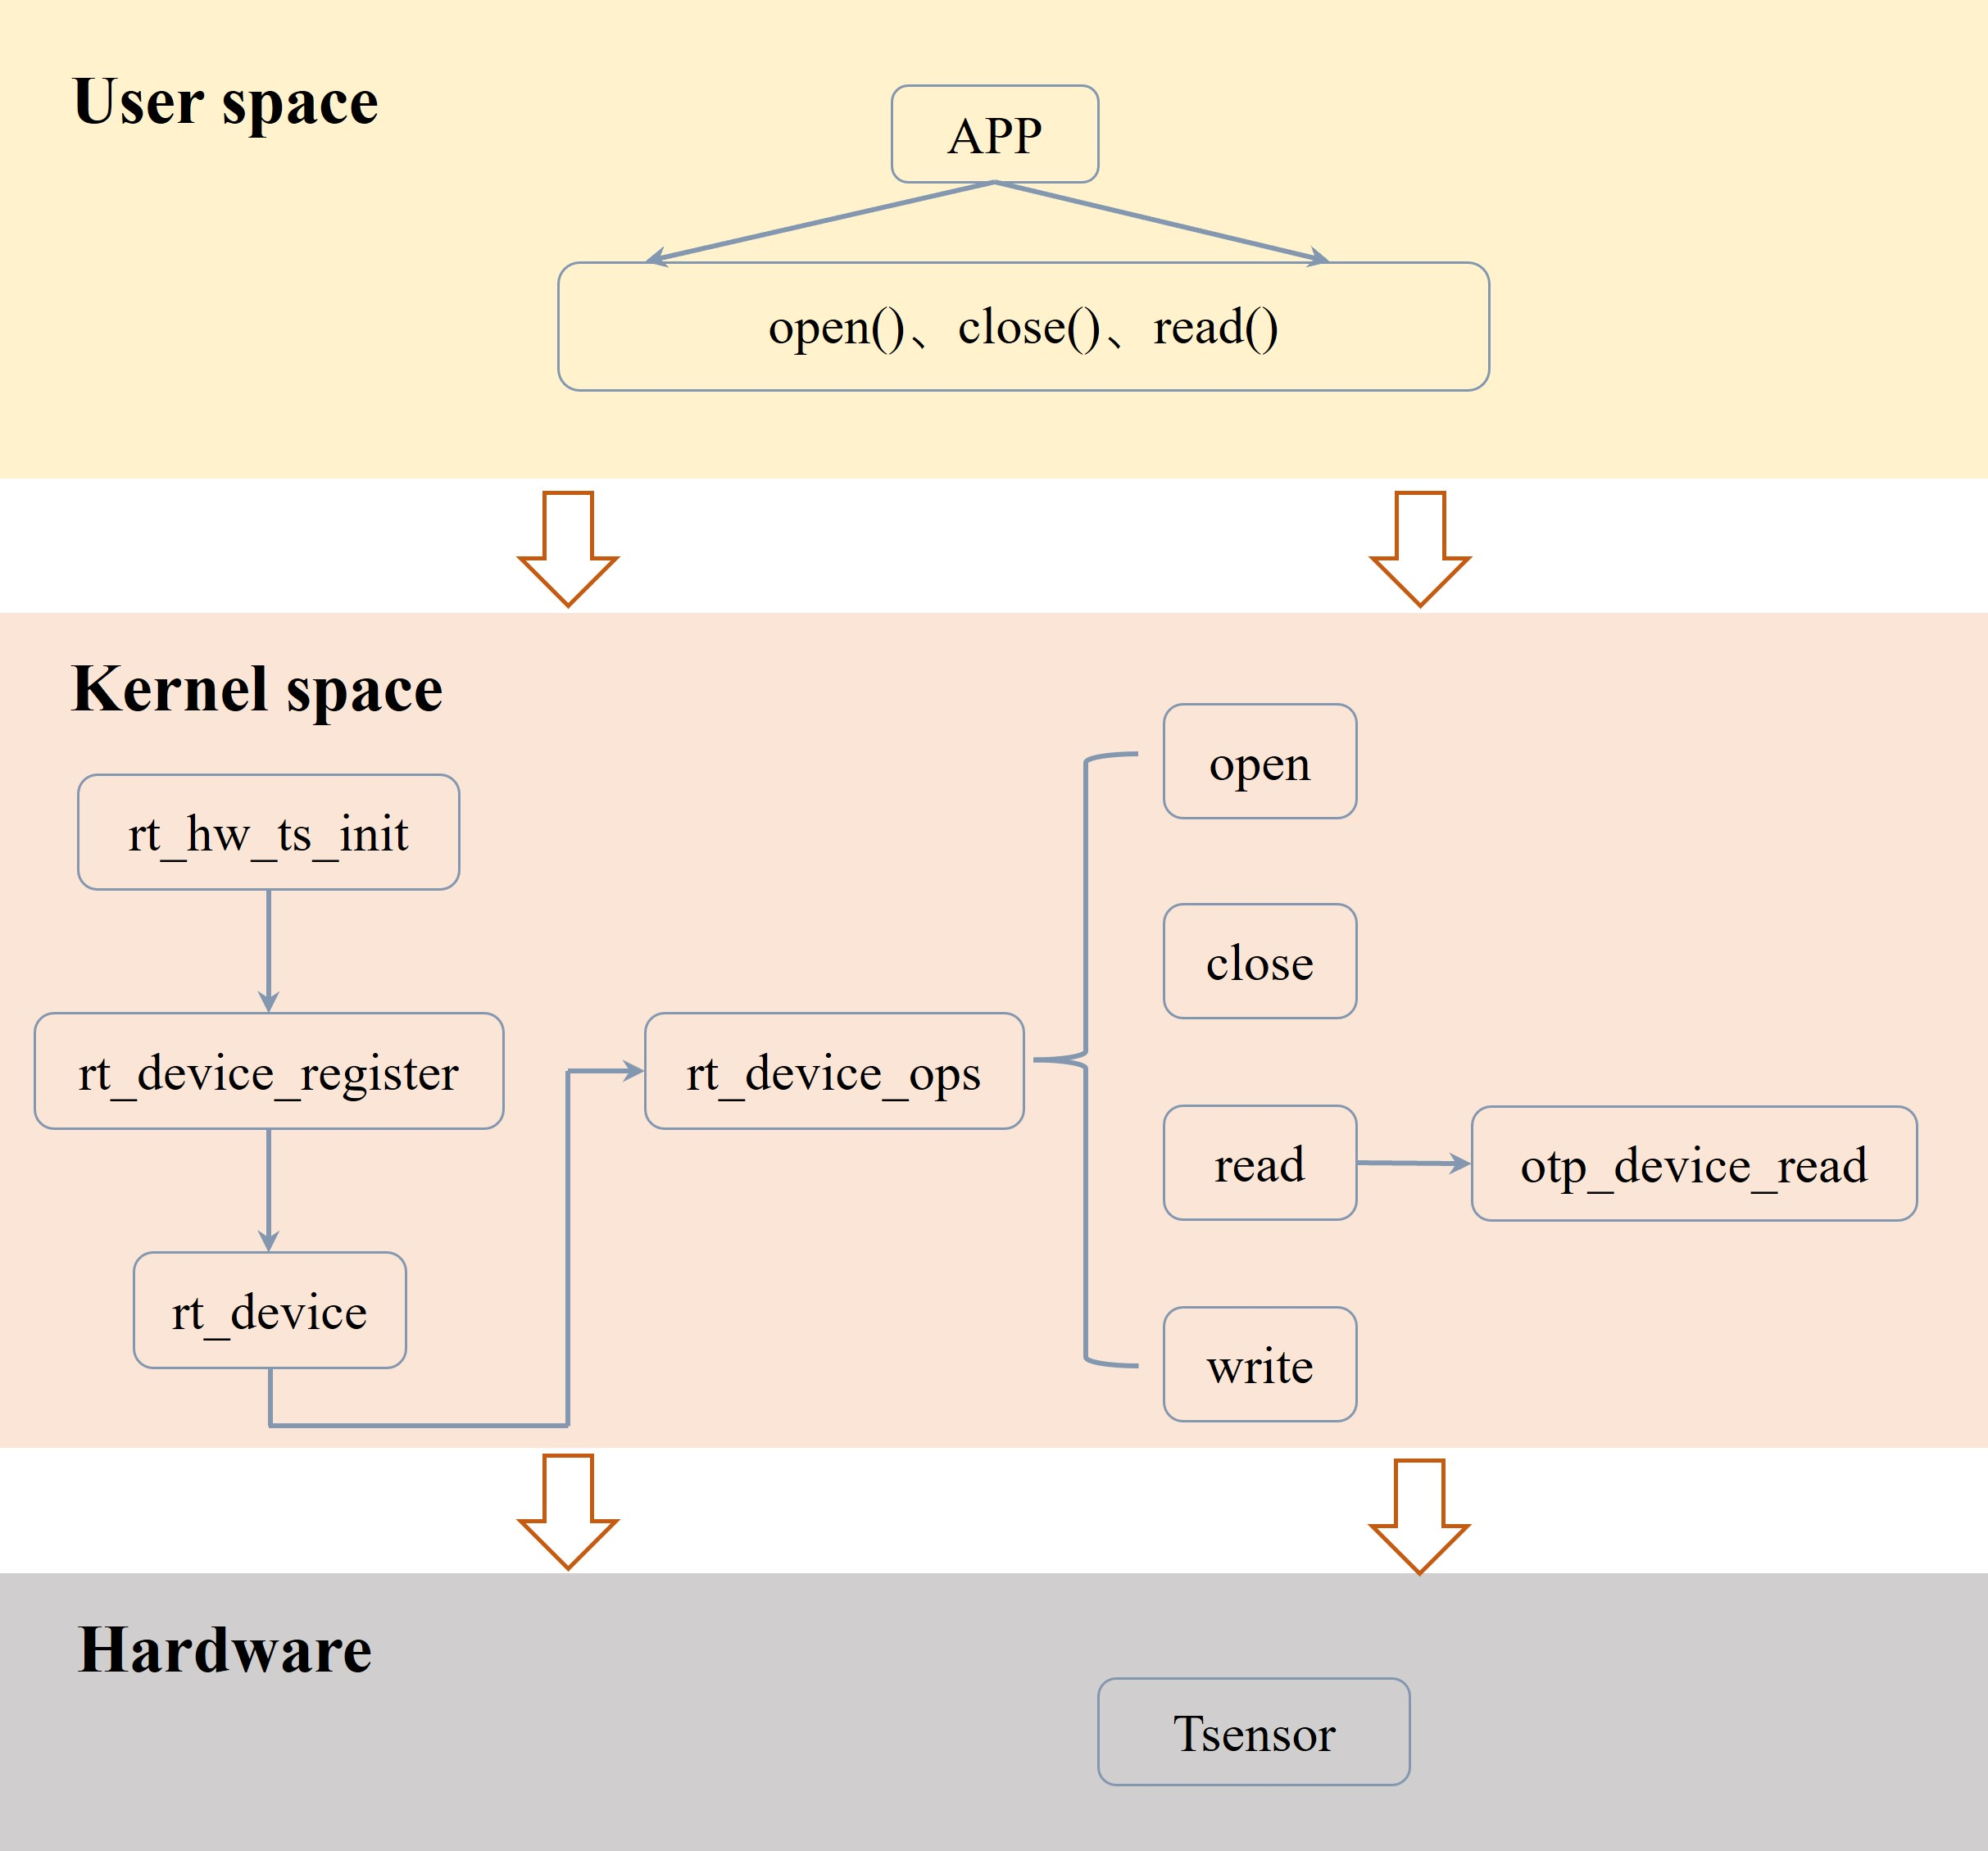 User space
APP
open()、close()、read()
Kernel space
rt_hw_ts_init
rt_device_register
rt_device
rt_device_ops
open
close
read
otp_device_read
write
Hardware
Tsensor